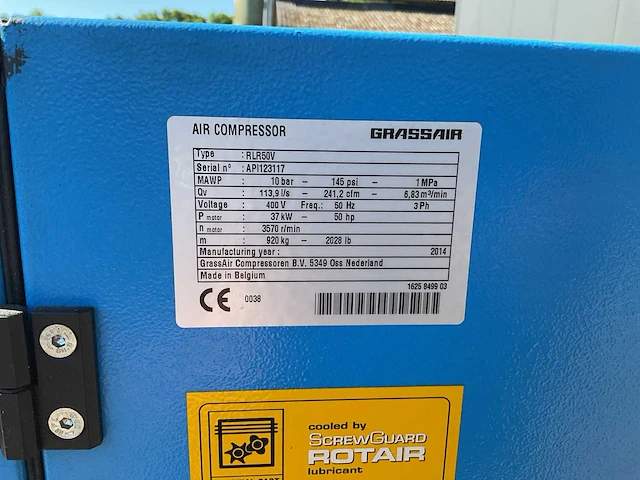 AIR COMPRESSOR GRASSAIR
Type : RLR50V
Serial n° : API123117
MAWP : 10 bar – 145 psi – 1 MPa
Qv : 113,9 l/s – 241,2 cfm – 6,83 m³/min
Voltage : 400 V Freq.: 50 Hz 3 Ph
P motor : 37 kW – 50 hp
n motor : 3570 r/min
m : 920 kg – 2028 lb
Manufacturing year : 2014
GrassAir Compressoren B.V. 5349 Oss Nederland
Made in Belgium
1625 8499 03
CE 0038
cooled by
SCREWGUARD
ROTAIR
lubricant